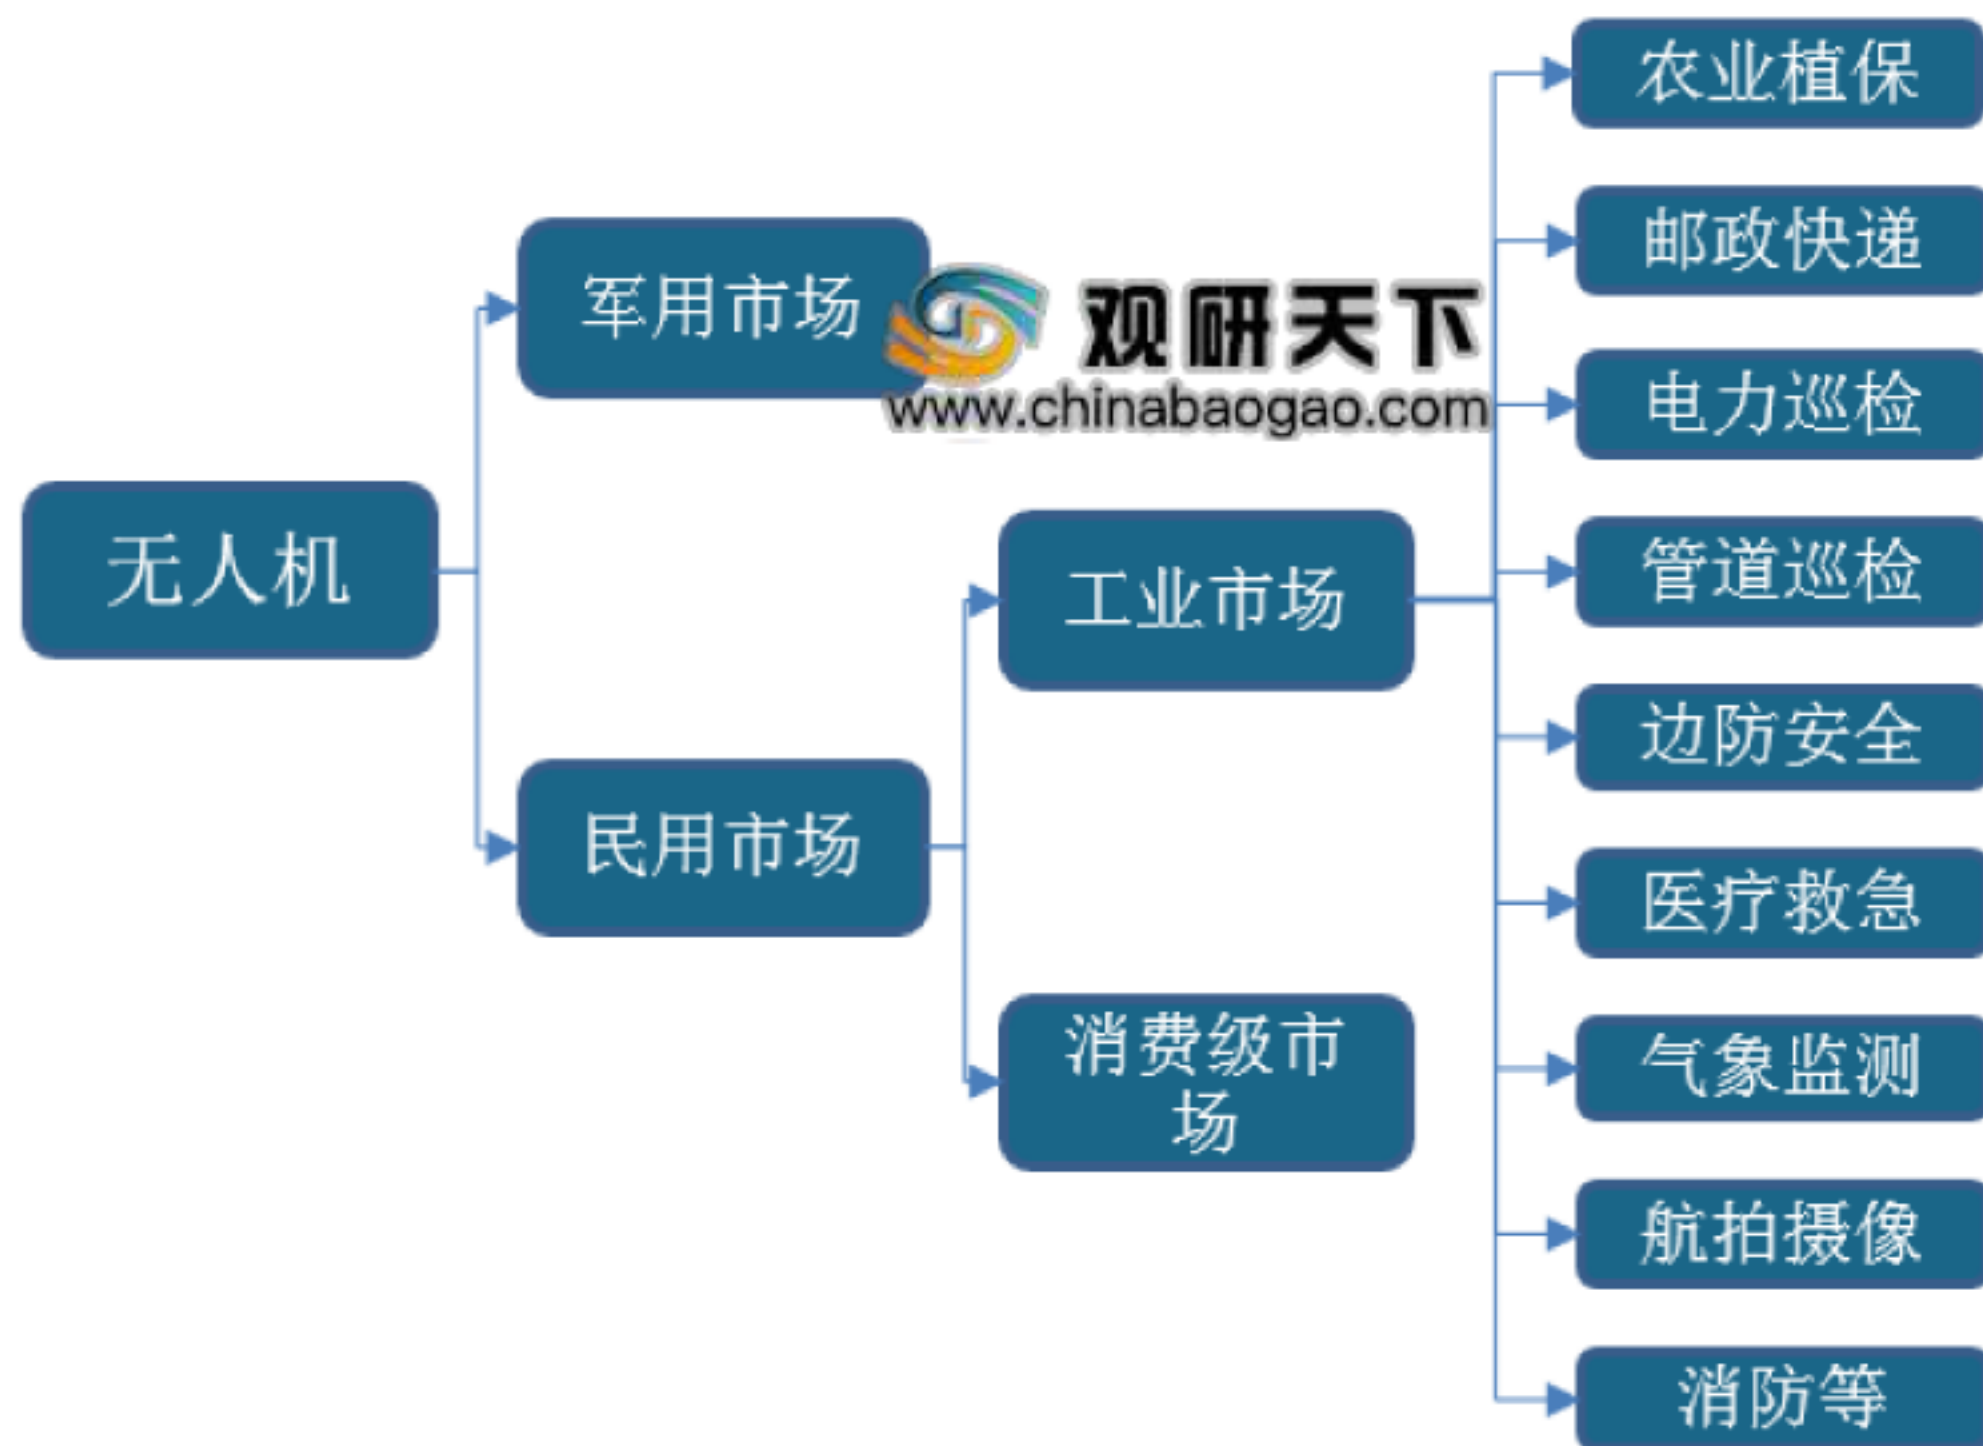 无人机
军用市场
民用市场
观研天下
www.chinabaogao.com
工业市场
消费级市
场
农业植保
邮政快递
电力巡检
管道巡检
边防安全
医疗救急
气象监测
航拍摄像
消防等